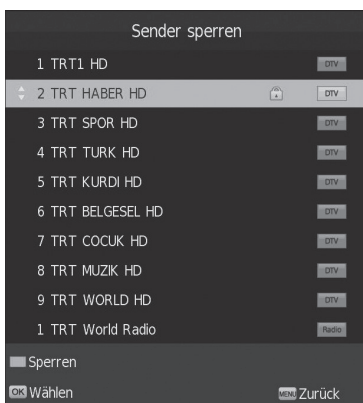 Sender sperren
1 TRT1 HD DTV
2 TRT HABER HD DTV
3 TRT SPOR HD DTV
4 TRT TURK HD DTV
5 TRT KURDI HD DTV
6 TRT BELGESEL HD DTV
7 TRT COCUK HD DTV
8 TRT MUZIK HD DTV
9 TRT WORLD HD DTV
1 TRT World Radio Radio
Sperren
OK Wählen MENU Zurück